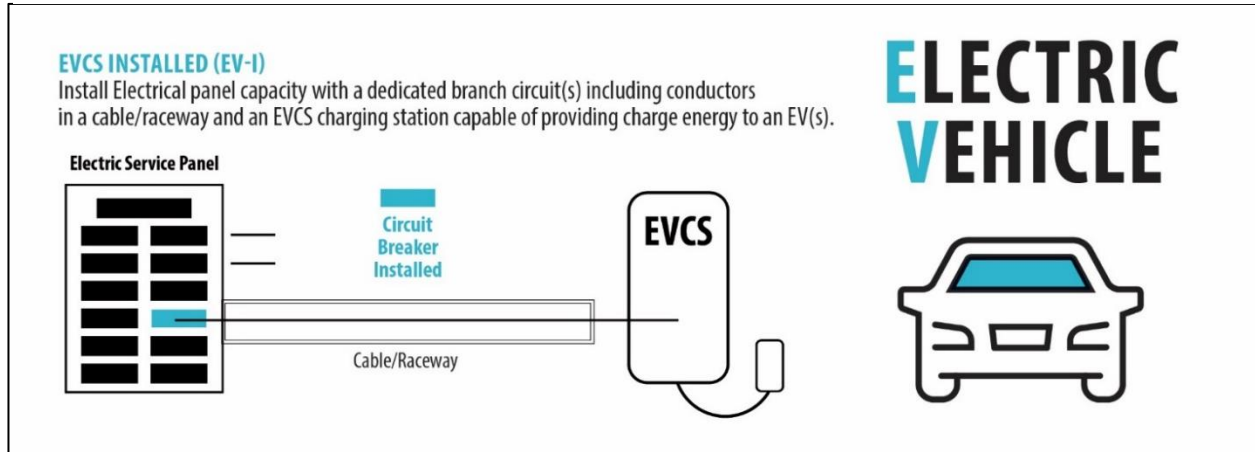 EVCS INSTALLED (EV-I)
Install Electrical panel capacity with a dedicated branch circuit(s) including conductors
in a cable/raceway and an EVCS charging station capable of providing charge energy to an EV(s).
Electric Service Panel
Circuit
Breaker
Installed
EVCS
Cable/Raceway
ELECTRIC
VEHICLE